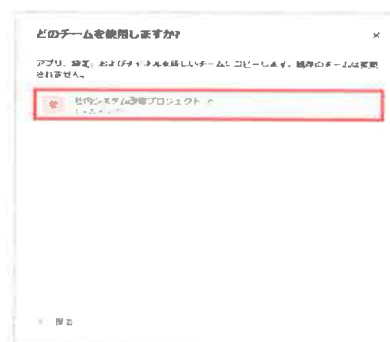 どのチームを使用しますか?
アプリ、設定、およびチャネルを新しいチームにコピーします。既存のチームは変更
されません。
社内システム改修プロジェクト
戻る